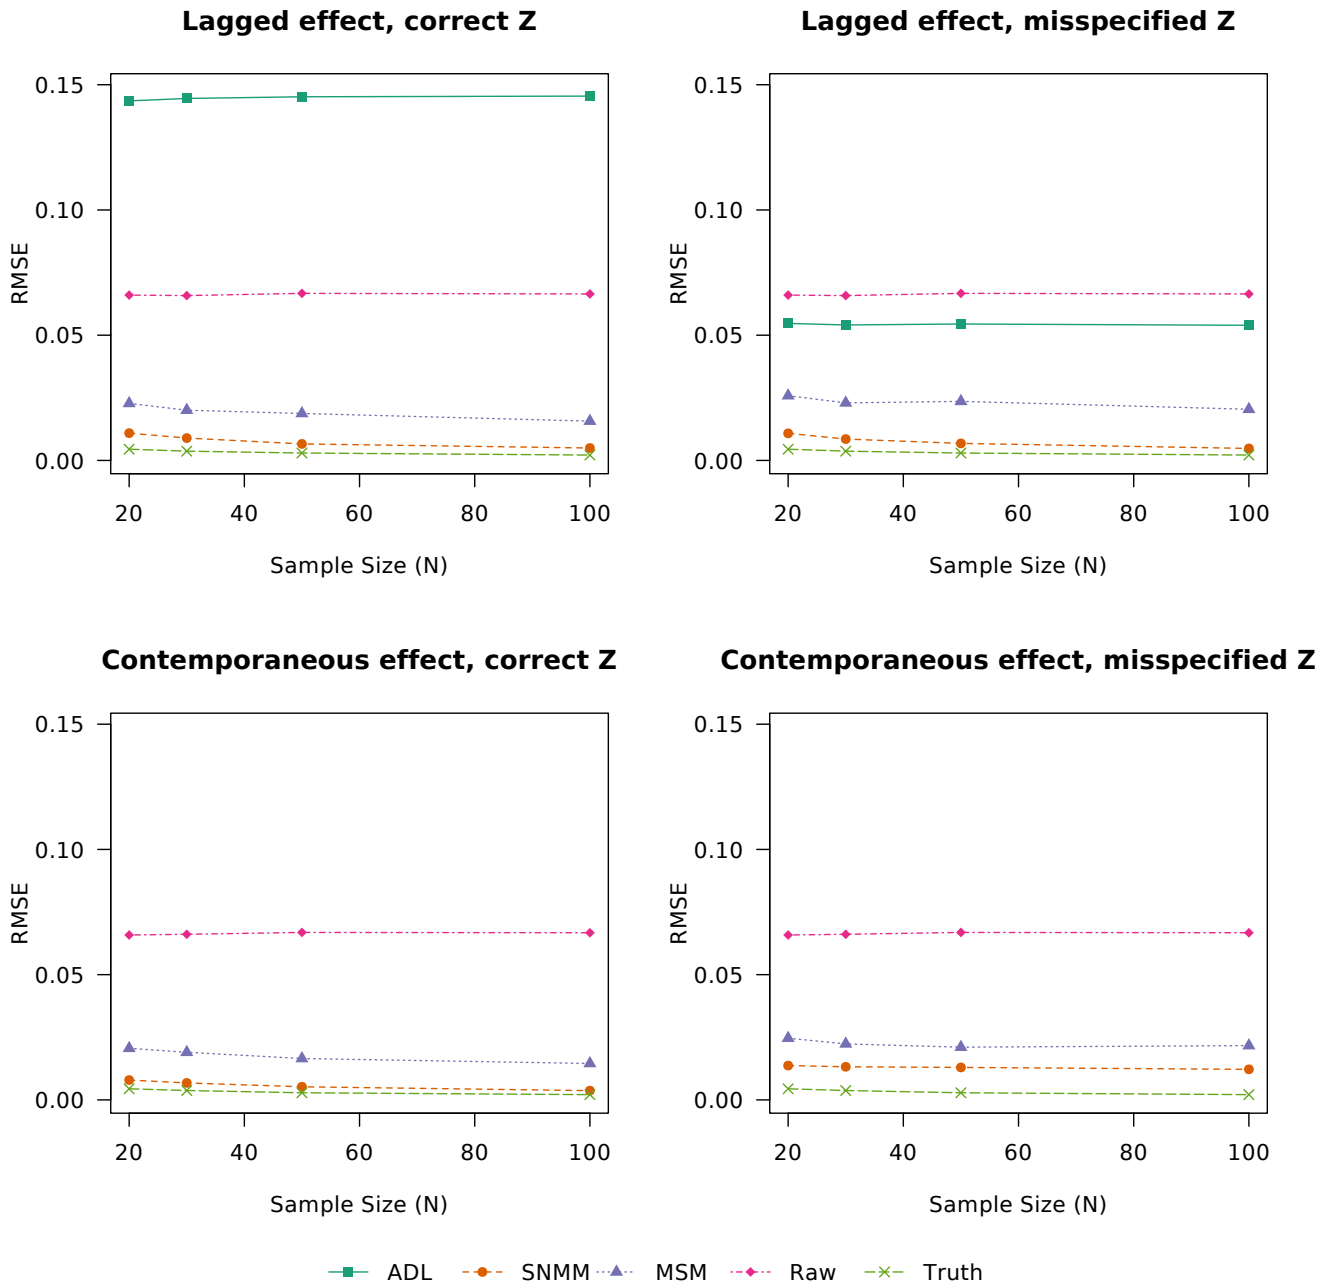 Lagged effect, correct Z
0.15
0.10
0.05
0.00
RMSE
20 40 60 80 100
Sample Size (N)
Lagged effect, misspecified Z
0.15
0.10
0.05
0.00
RMSE
20 40 60 80 100
Sample Size (N)
Contemporaneous effect, correct Z
0.15
0.10
0.05
0.00
RMSE
20 40 60 80 100
Sample Size (N)
Contemporaneous effect, misspecified Z
0.15
0.10
0.05
0.00
RMSE
20 40 60 80 100
Sample Size (N)
ADL SNMM MSM Raw Truth